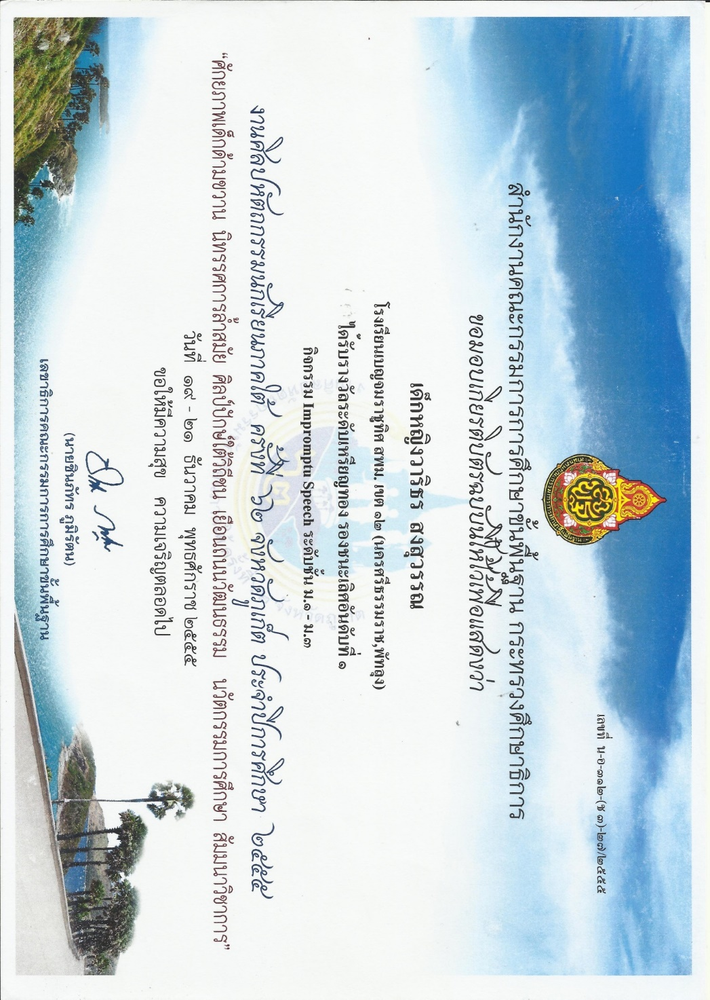 เลขที่ ม-อ-๓๑๒-(ช ๓)-๒๗/๒๕๕๕
สำนักงานคณะกรรมการการศึกษาขั้นพื้นฐาน กระทรวงศึกษาธิการ
ขอมอบเกียรติบัตรฉบับนี้ไว้เพื่อแสดงว่า
เด็กหญิงวาริธร สงสุวรรณ
โรงเรียนเบญจมราชูทิศ สพม. เขต ๑๒ (นครศรีธรรมราช,พัทลุง)
ได้รับรางวัลระดับเหรียญทอง รองชนะเลิศอันดับที่ ๑
กิจกรรม Impromptu Speech ระดับชั้น ม.๑ - ม.๓
งานศิลปหัตถกรรมนักเรียนภาคใต้ ครั้งที่ ๖๒ จังหวัดภูเก็ต ประจำปีการศึกษา ๒๕๕๕
“ศักยภาพเด็กด้ามขวาน นิทรรศการล้ำสมัย ศิลป์ปักษ์ใต้ถิ่นเยือนถิ่นวัฒนธรรม นวัตกรรมการศึกษา สัมมนาวิชาการ”
วันที่ ๑๙ - ๒๑ ธันวาคม พุทธศักราช ๒๕๕๕
ขอให้มีความสุข ความเจริญตลอดไป
(นายชินภัทร ภูมิรัตน)
เลขาธิการคณะกรรมการการศึกษาขั้นพื้นฐาน